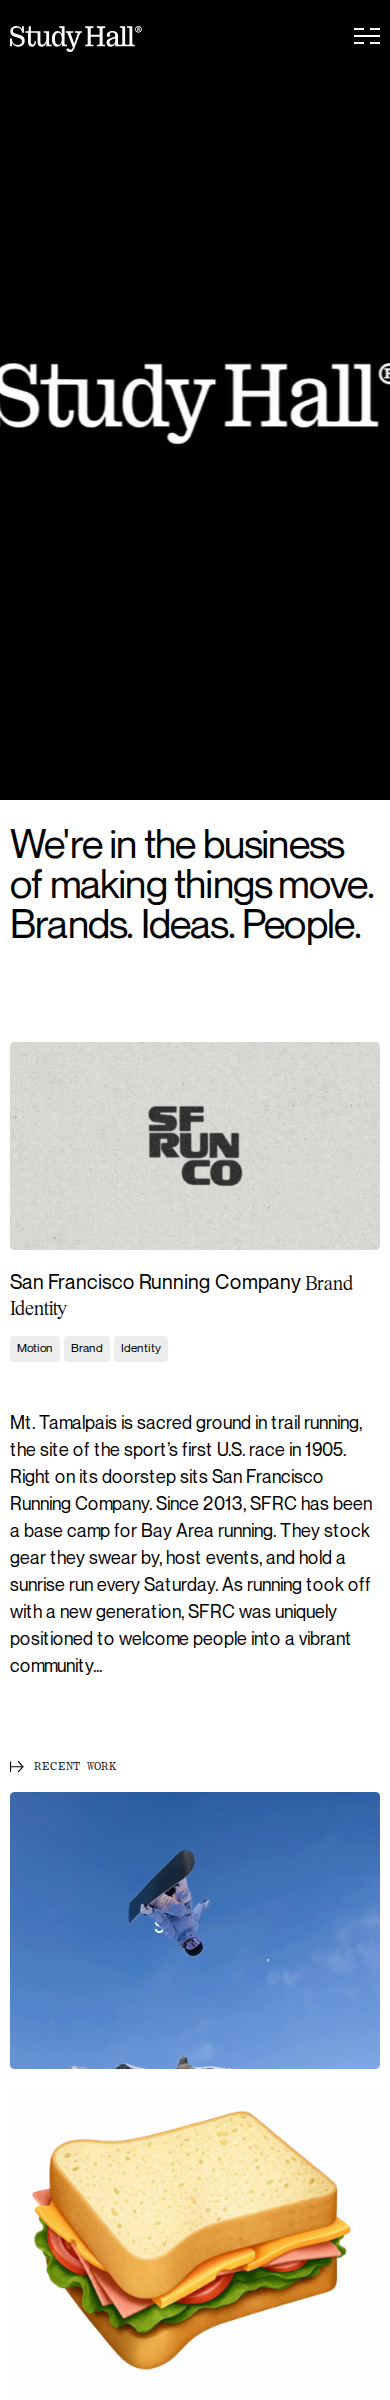 Study Hall®
Study Hall®
We're in the business
of making things move.
Brands. Ideas. People.
SF
RUN
CO
San Francisco Running Company Brand
Identity
Motion Brand Identity
Mt. Tamalpais is sacred ground in trail running,
the site of the sport’s first U.S. race in 1905.
Right on its doorstep sits San Francisco
Running Company. Since 2013, SFRC has been
a base camp for Bay Area running. They stock
gear they swear by, host events, and hold a
sunrise run every Saturday. As running took off
with a new generation, SFRC was uniquely
positioned to welcome people into a vibrant
community...
RECENT WORK